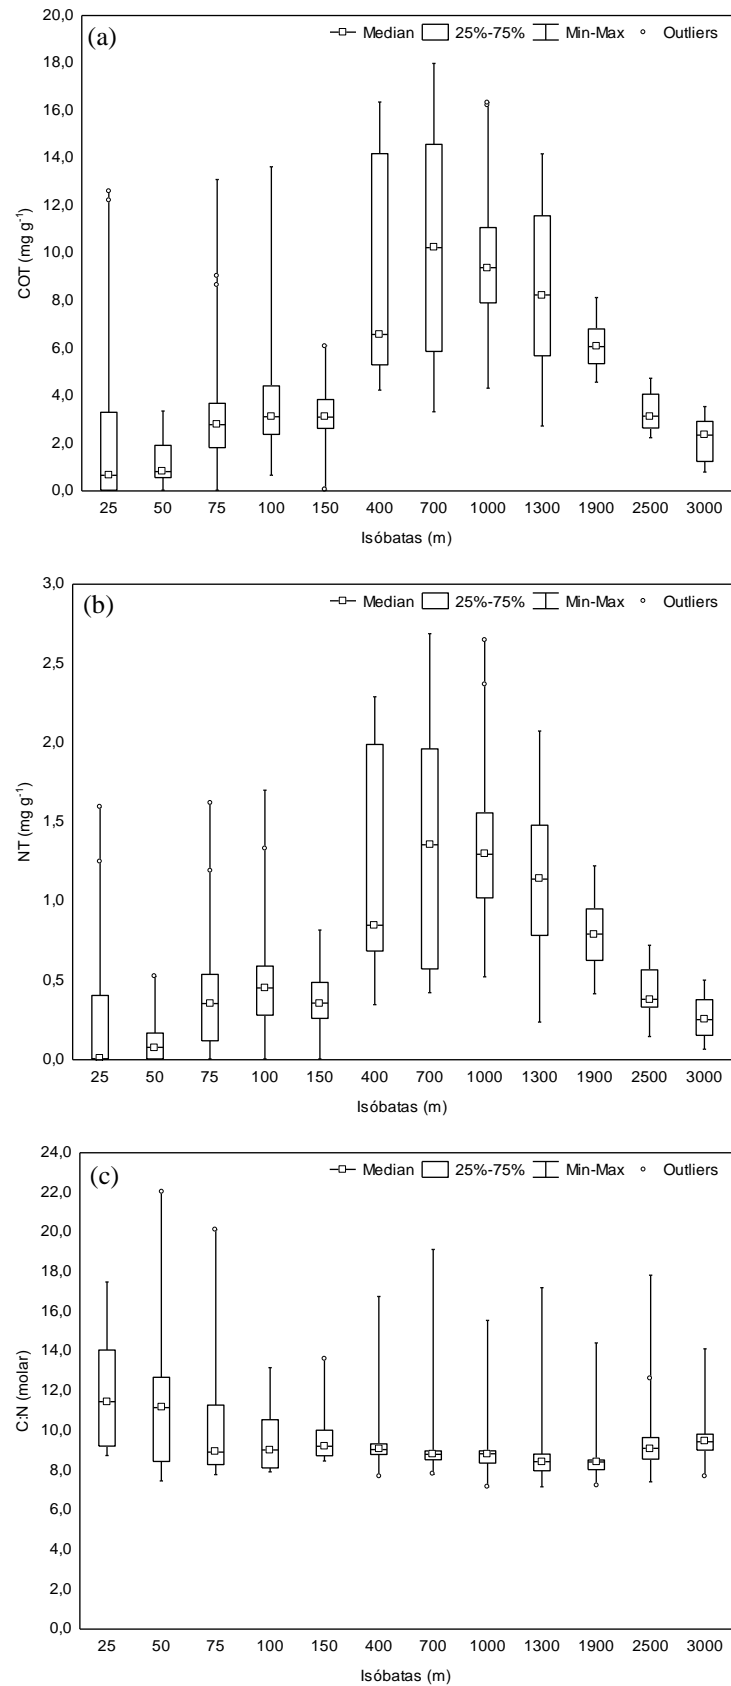 20,0
(a)
Median 25%-75% Min-Max Outliers
18,0
16,0
14,0
12,0
10,0
8,0
6,0
4,0
2,0
0,0
COT (mg g⁻¹)
25 50 75 100 150 400 700 1000 1300 1900 2500 3000
Isóbatas (m)
3,0
(b)
Median 25%-75% Min-Max Outliers
2,5
2,0
1,5
1,0
0,5
0,0
NT (mg g⁻¹)
25 50 75 100 150 400 700 1000 1300 1900 2500 3000
Isóbatas (m)
24,0
(c)
Median 25%-75% Min-Max Outliers
22,0
20,0
18,0
16,0
14,0
12,0
10,0
8,0
6,0
4,0
2,0
0,0
C:N (molar)
25 50 75 100 150 400 700 1000 1300 1900 2500 3000
Isóbatas (m)